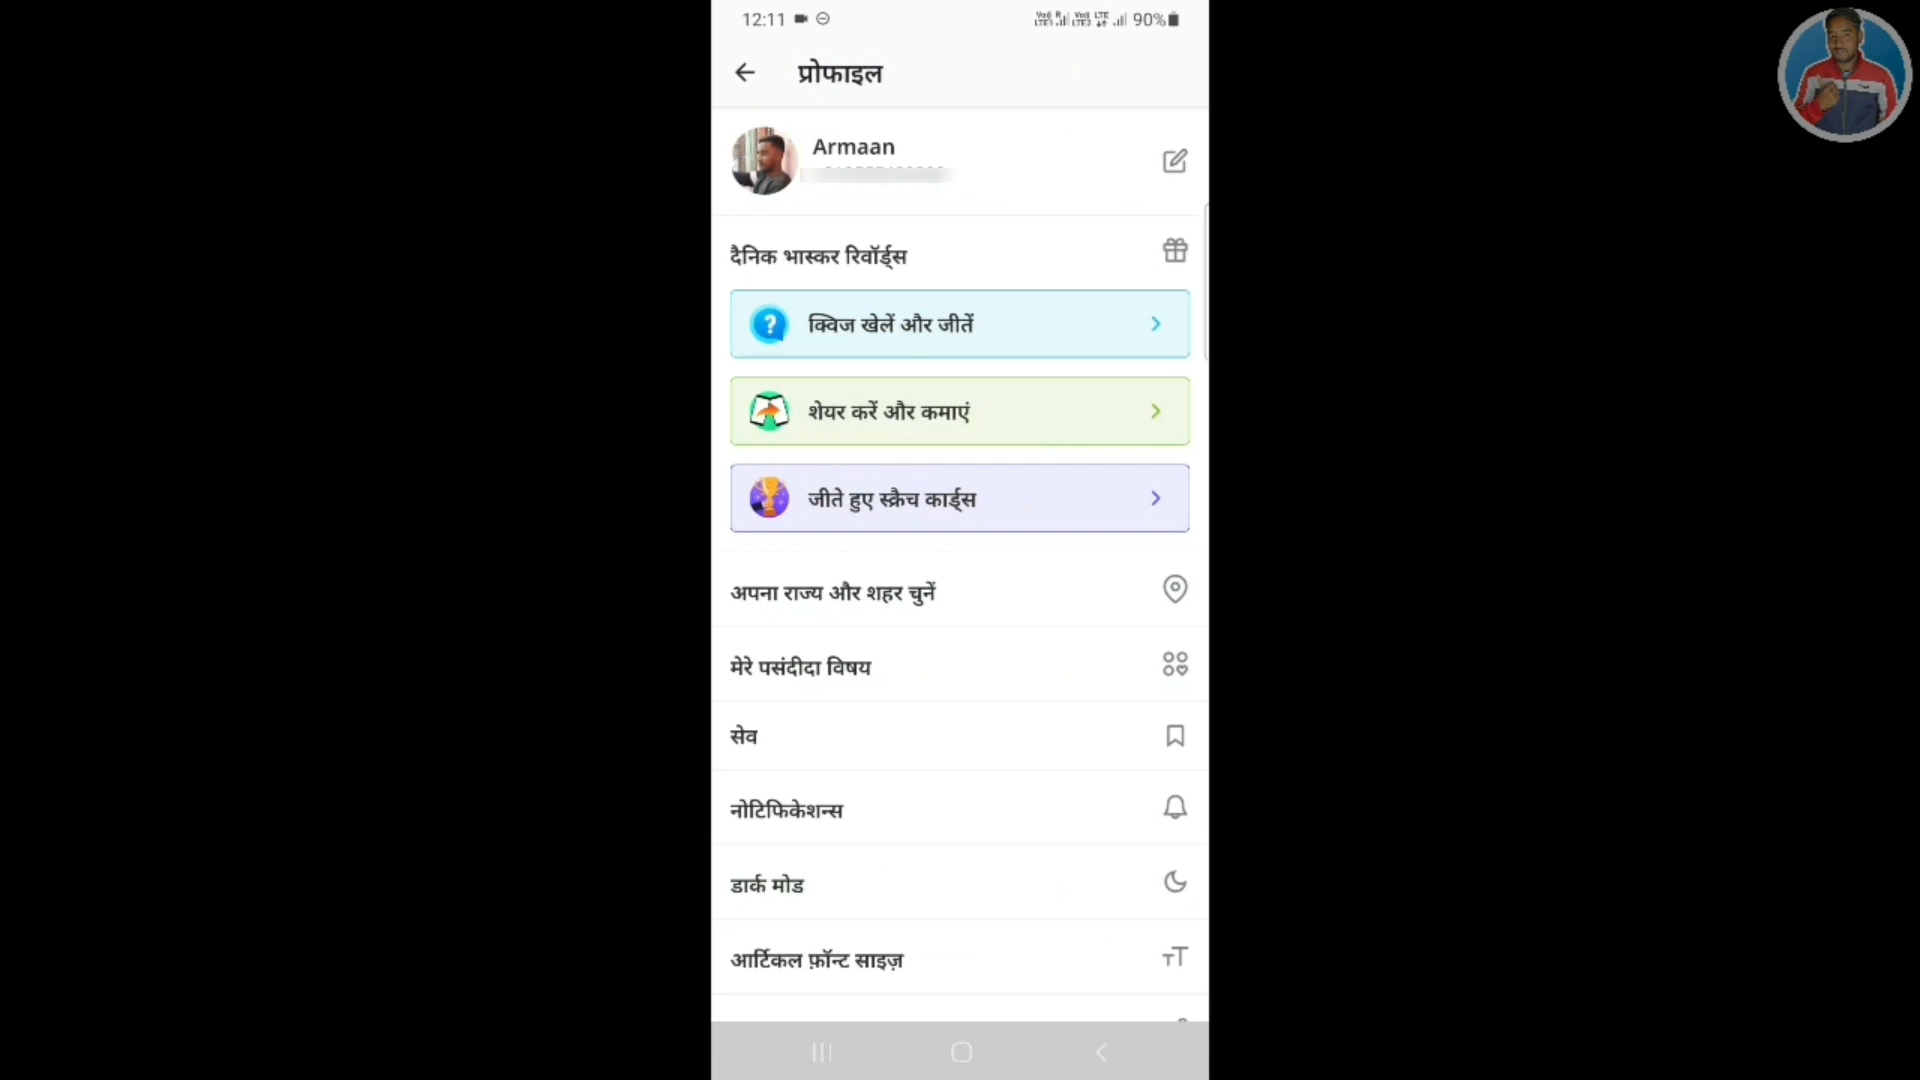 12:11 90%
प्रोफाइल
Armaan
दैनिक भास्कर रिवॉर्ड्स
क्विज खेलें और जीतें
शेयर करें और कमाएं
जीते हुए स्क्रैच कार्ड्स
अपना राज्य और शहर चुनें
मेरे पसंदीदा विषय
सेव
नोटिफिकेशन्स
डार्क मोड
आर्टिकल फ़ॉन्ट साइज़